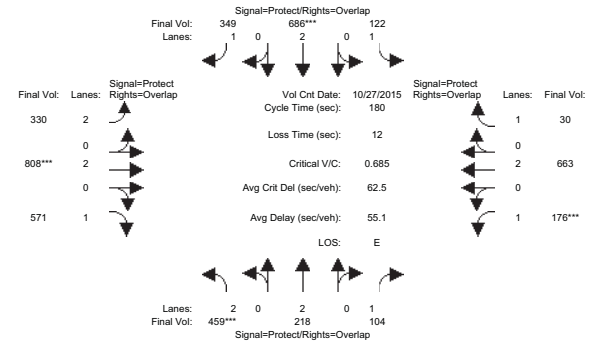 Signal=Protect/Rights=Overlap
Final Vol: 349 686*** 122
Lanes: 1 0 2 0 1
Signal=Protect Signal=Protect
Final Vol: Lanes: Rights=Overlap Vol Cnt Date: 10/27/2015 Rights=Overlap Lanes: Final Vol:
Cycle Time (sec): 180
330 2 1 30
Loss Time (sec): 12
0 0
808*** 2 Critical V/C: 0.685 2 663
0 Avg Crit Del (sec/veh): 62.5 0
571 1 Avg Delay (sec/veh): 55.1 1 176***
LOS: E
Lanes: 2 0 2 0 1
Final Vol: 459*** 218 104
Signal=Protect/Rights=Overlap